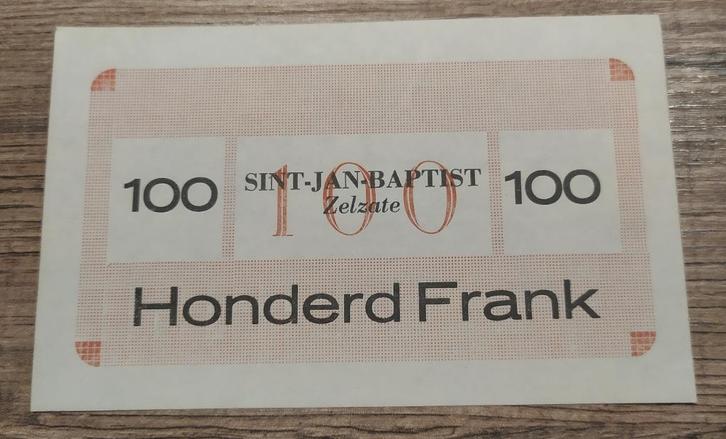 SINT-JAN-BAPTIST
100 100 100
Zelzate
Honderd Frank